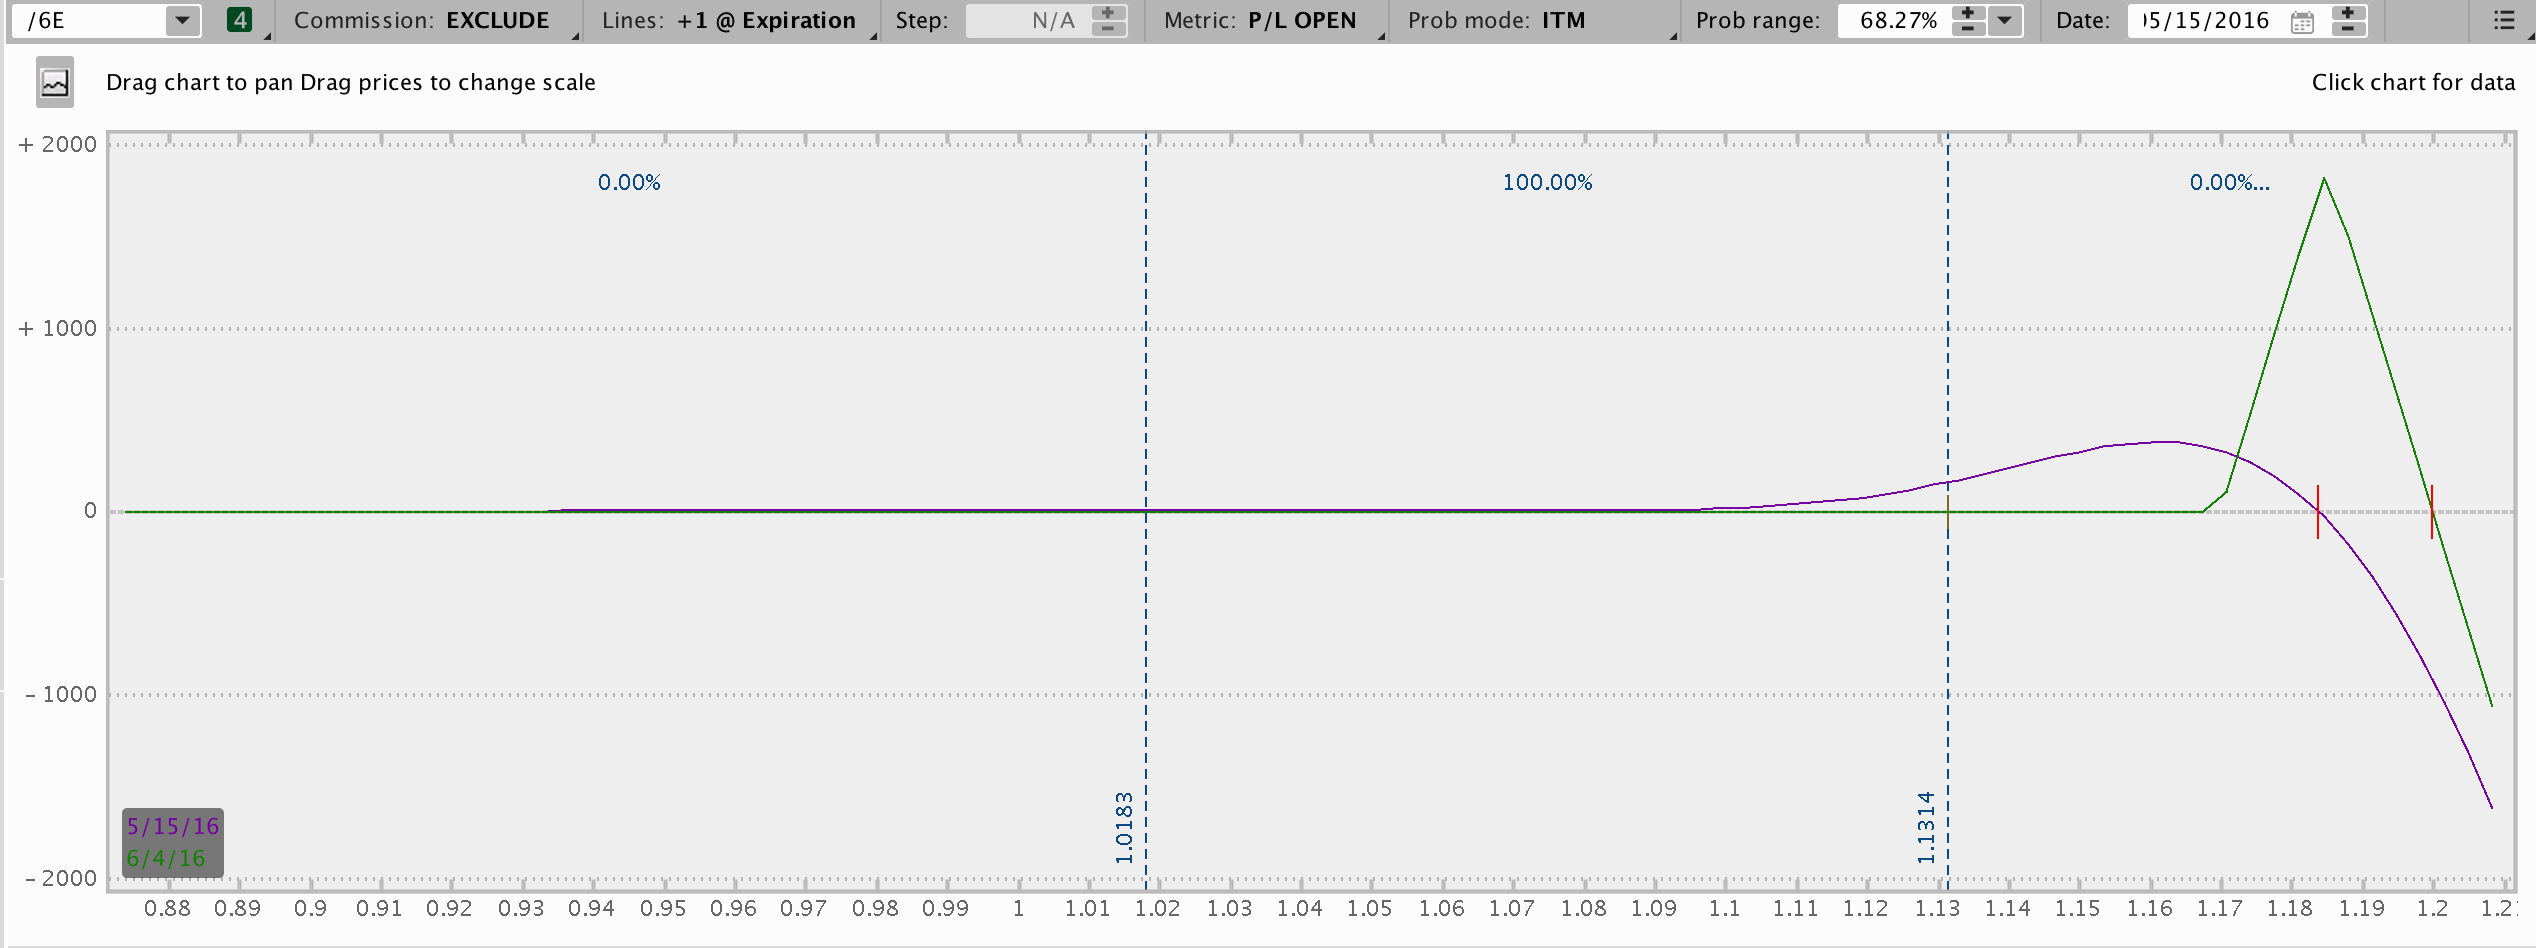 /6E 4 Commission: EXCLUDE Lines: +1 @ Expiration Step: N/A Metric: P/L OPEN Prob mode: ITM Prob range: 68.27% Date: 05/15/2016
Drag chart to pan Drag prices to change scale Click chart for data
+ 2000
0.00% 100.00% 0.00%...
+ 1000
0
- 1000
1.0183 1.1314
5/15/16
6/4/16
- 2000
0.88 0.89 0.9 0.91 0.92 0.93 0.94 0.95 0.96 0.97 0.98 0.99 1 1.01 1.02 1.03 1.04 1.05 1.06 1.07 1.08 1.09 1.1 1.11 1.12 1.13 1.14 1.15 1.16 1.17 1.18 1.19 1.2 1.21